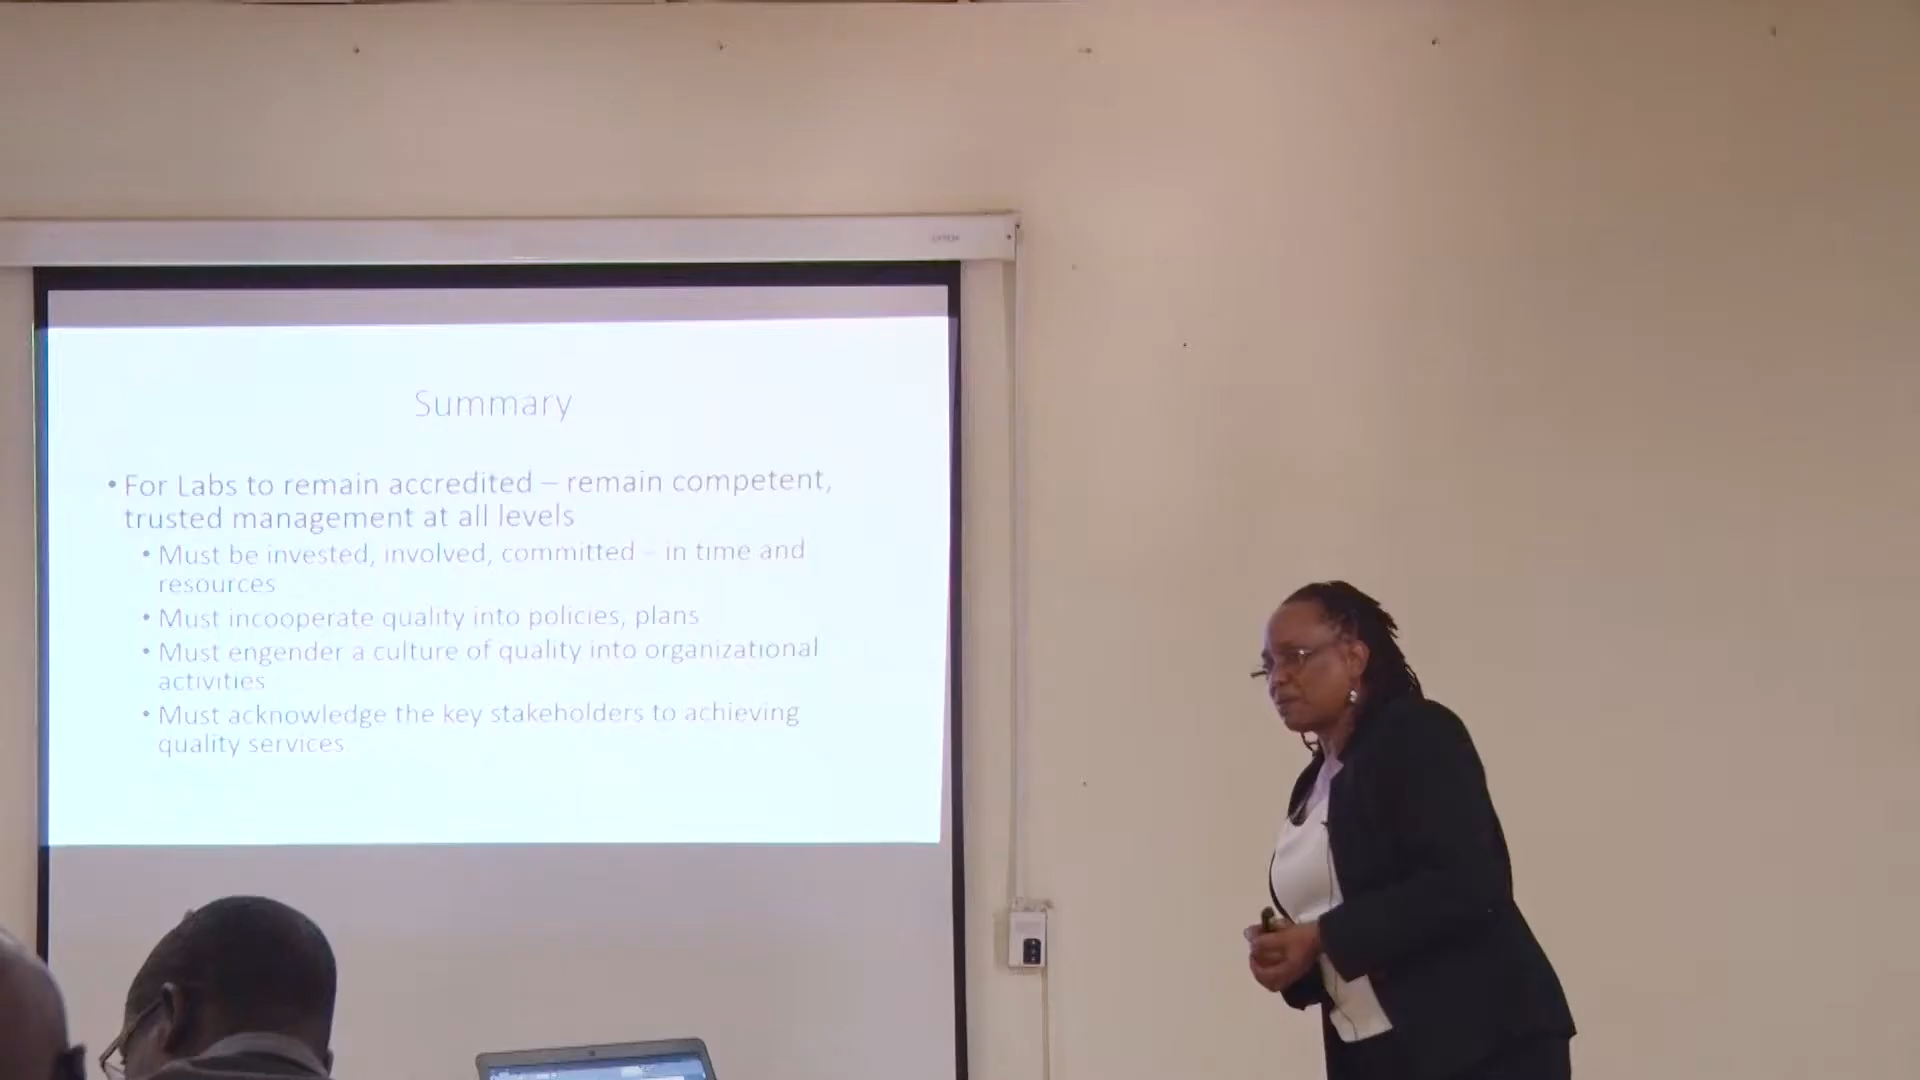 Summary
• For Labs to remain accredited – remain competent,
trusted management at all levels
• Must be invested, involved, committed – in time and
resources
• Must incooperate quality into policies, plans
• Must engender a culture of quality into organizational
activities
• Must acknowledge the key stakeholders to achieving
quality services